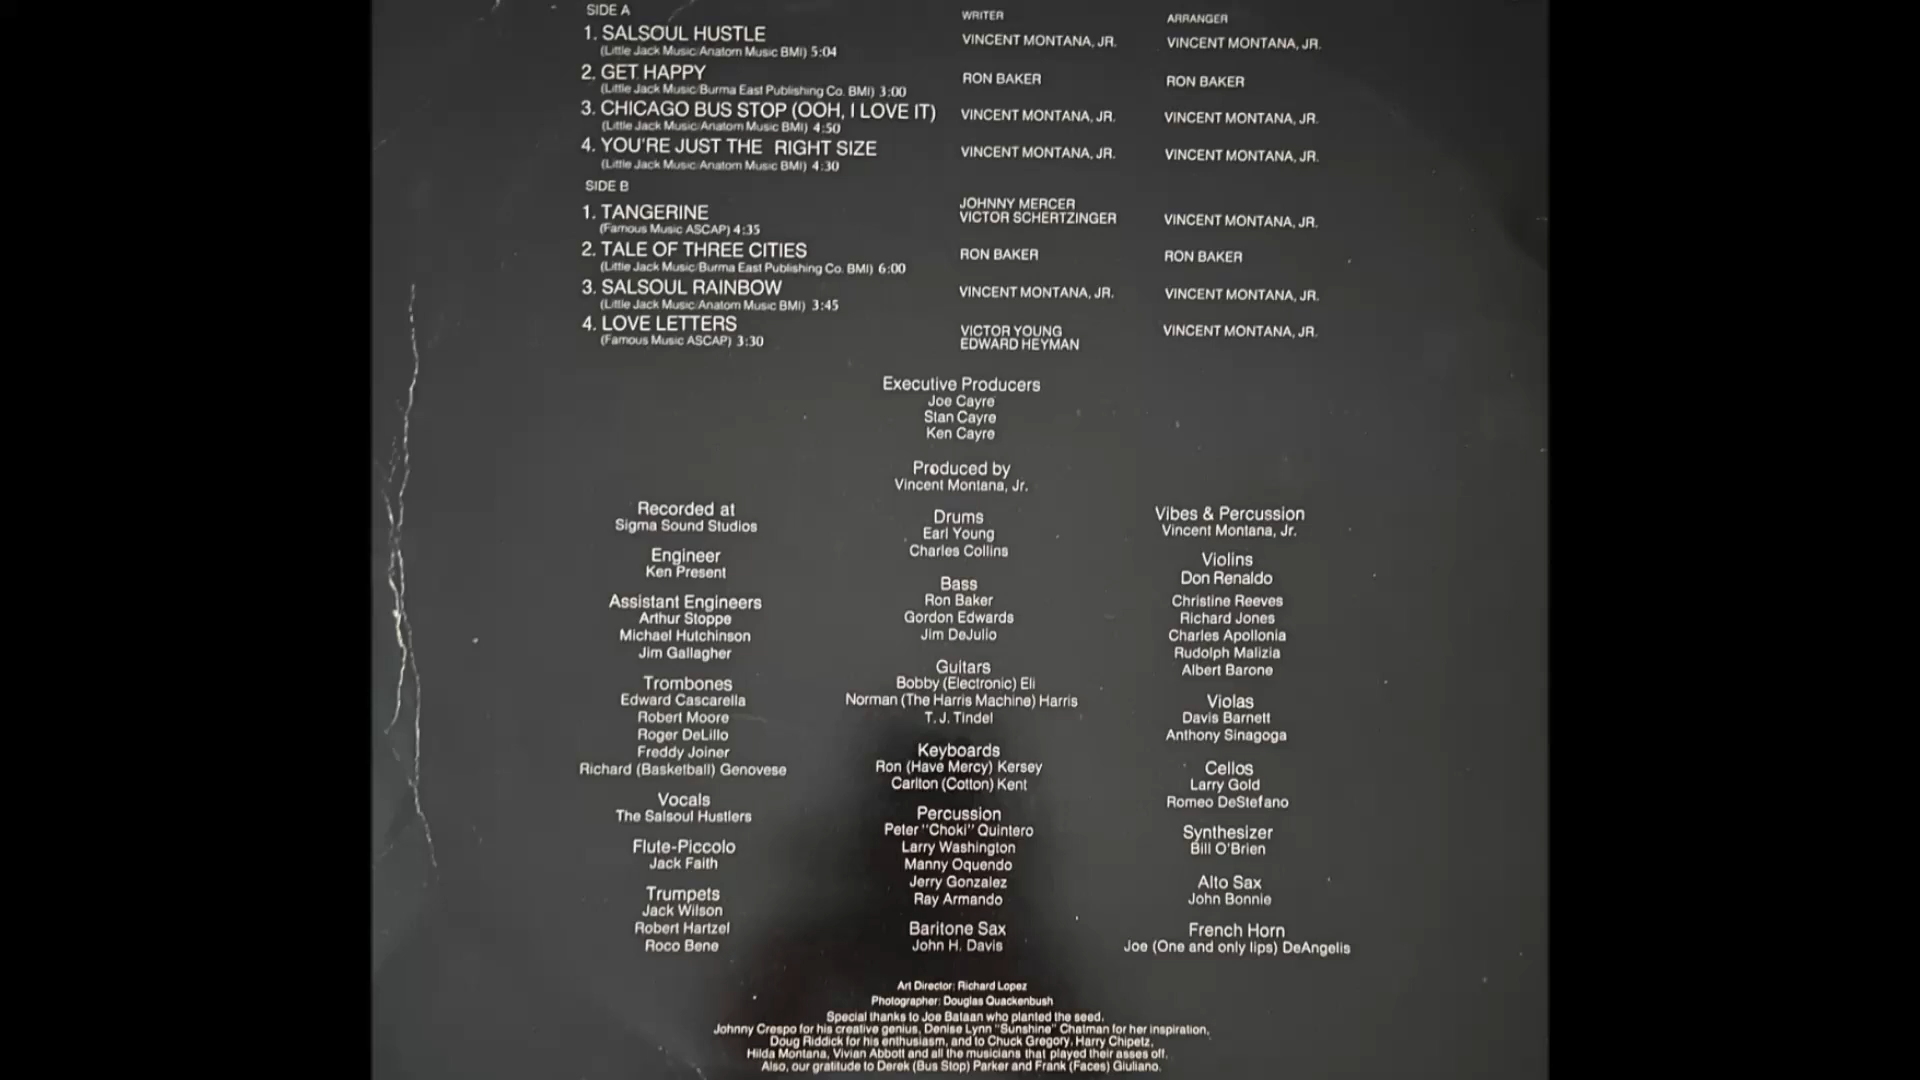 SIDE A WRITER ARRANGER
1. SALSOUL HUSTLE VINCENT MONTANA, JR. VINCENT MONTANA, JR.
(Little Jack Music/Anatom Music BMI) 5:04
2. GET HAPPY RON BAKER RON BAKER
(Little Jack Music/Burma East Publishing Co. BMI) 3:00
3. CHICAGO BUS STOP (OOH, I LOVE IT) VINCENT MONTANA, JR. VINCENT MONTANA, JR.
(Little Jack Music/Anatom Music BMI) 4:50
4. YOU'RE JUST THE RIGHT SIZE VINCENT MONTANA, JR. VINCENT MONTANA, JR.
(Little Jack Music/Anatom Music BMI) 4:30
SIDE B
1. TANGERINE JOHNNY MERCER
VICTOR SCHERTZINGER VINCENT MONTANA, JR.
(Famous Music ASCAP) 4:35
2. TALE OF THREE CITIES RON BAKER RON BAKER
(Little Jack Music/Burma East Publishing Co. BMI) 6:00
3. SALSOUL RAINBOW VINCENT MONTANA, JR. VINCENT MONTANA, JR.
(Little Jack Music/Anatom Music BMI) 3:45
4. LOVE LETTERS VICTOR YOUNG VINCENT MONTANA, JR.
(Famous Music ASCAP) 3:30 EDWARD HEYMAN
Executive Producers
Joe Cayre
Stan Cayre
Ken Cayre
Produced by
Vincent Montana, Jr.
Recorded at
Sigma Sound Studios
Engineer
Ken Present
Assistant Engineers
Arthur Stoppe
Michael Hutchinson
Jim Gallagher
Trombones
Edward Cascarella
Robert Moore
Roger DeLillo
Freddy Joiner
Richard (Basketball) Genovese
Vocals
The Salsoul Hustlers
Flute-Piccolo
Jack Faith
Trumpets
Jack Wilson
Robert Hartzel
Roco Bene
Drums
Earl Young
Charles Collins
Bass
Ron Baker
Gordon Edwards
Jim DeJulio
Guitars
Bobby (Electronic) Eli
Norman (The Harris Machine) Harris
T. J. Tindel
Keyboards
Ron (Have Mercy) Kersey
Carlton (Cotton) Kent
Percussion
Peter "Choki" Quintero
Larry Washington
Manny Oquendo
Jerry Gonzalez
Ray Armando
Baritone Sax
John H. Davis
Vibes & Percussion
Vincent Montana, Jr.
Violins
Don Renaldo
Christine Reeves
Richard Jones
Charles Apollonia
Rudolph Malizia
Albert Barone
Violas
Davis Barnett
Anthony Sinagoga
Cellos
Larry Gold
Romeo DeStefano
Synthesizer
Bill O'Brien
Alto Sax
John Bonnie
French Horn
Joe (One and only lips) DeAngelis
Art Director: Richard Lopez
Photographer: Douglas Quackenbush
Special thanks to Joe Bataan who planted the seed,
Johnny Crespo for his creative genius, Denise Lynn "Sunshine" Chatman for her inspiration,
Doug Riddick for his enthusiasm, and to Chuck Gregory, Harry Chipetz,
Hilda Montana, Vivian Abbott and all the musicians that played their asses off.
Also, our gratitude to Derek (Bus Stop) Parker and Frank (Faces) Giuliano.